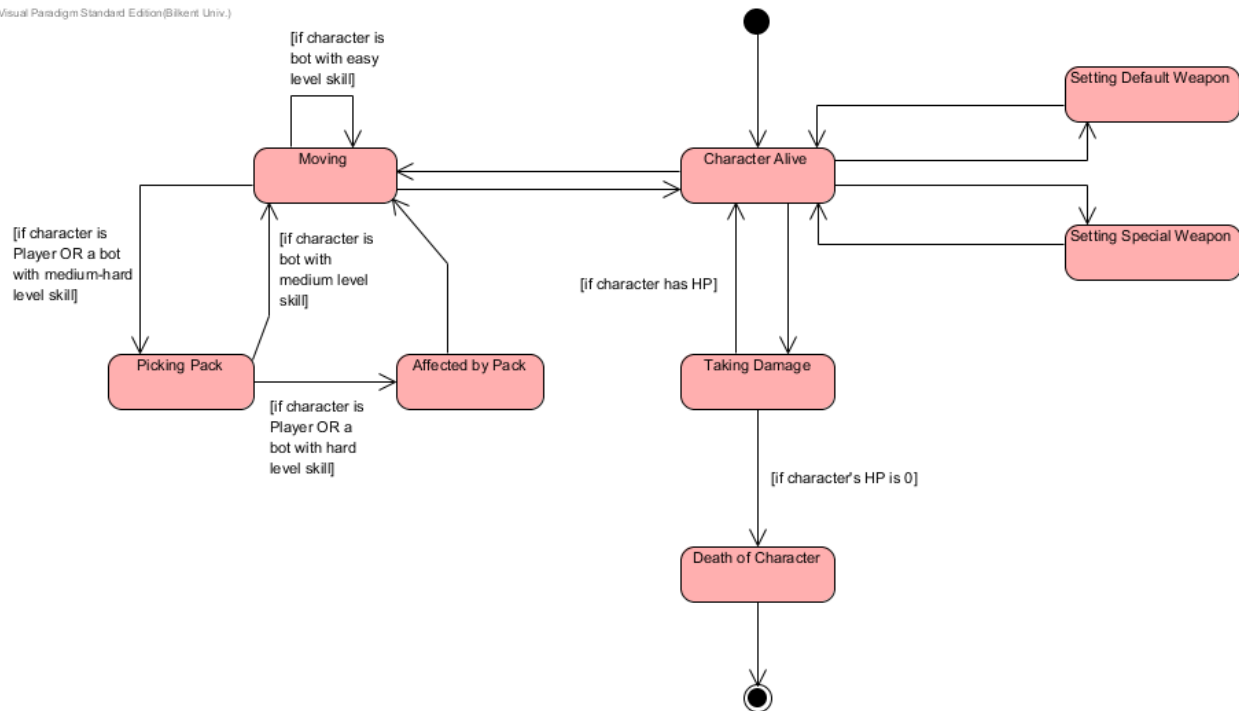 Visual Paradigm Standard Edition(Bilkent Univ.)
[if character is
bot with easy
level skill]
Setting Default Weapon
Moving
Character Alive
[if character is
Player OR a bot
with medium-hard
level skill]
[if character is
bot with
medium level
skill]
Setting Special Weapon
[if character has HP]
Picking Pack
Affected by Pack
Taking Damage
[if character is
Player OR a
bot with hard
level skill]
[if character's HP is 0]
Death of Character